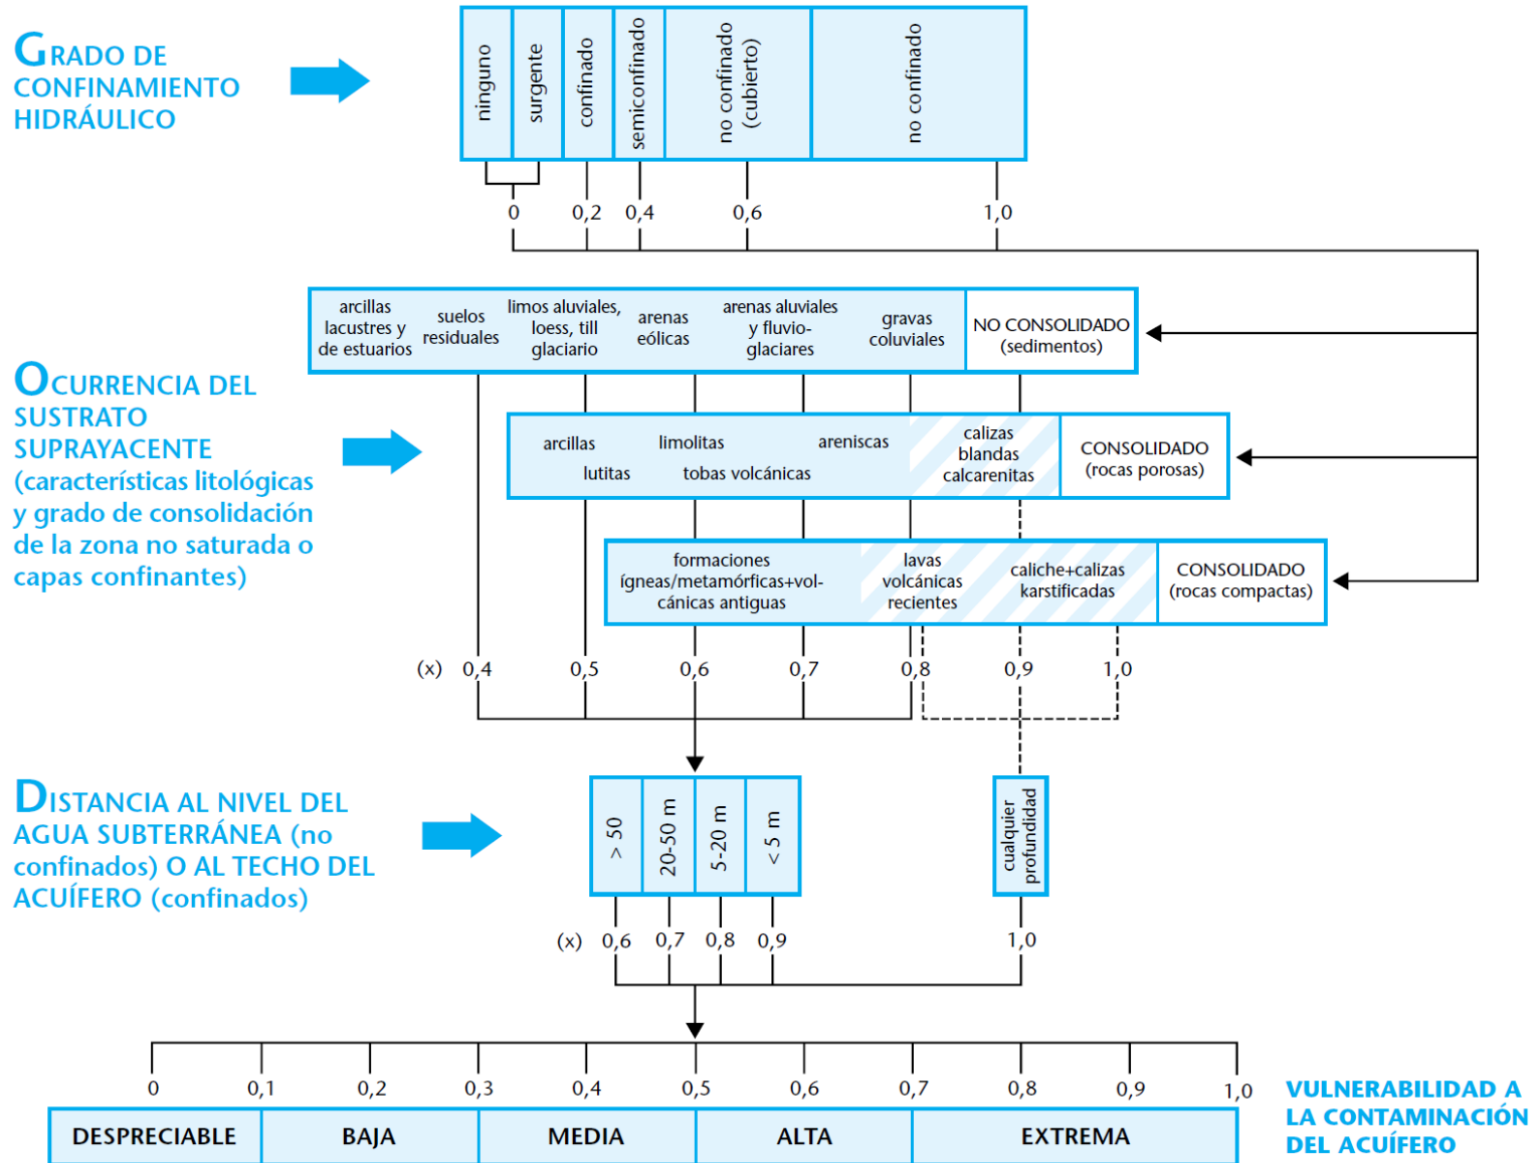 GRADO DE
CONFINAMIENTO
HIDRÁULICO
ninguno
surgente
confinado
semiconfinado
no confinado
(cubierto)
no confinado
0
0,2
0,4
0,6
1,0
OCURRENCIA DEL
SUSTRATO
SUPRAYACENTE
(características litológicas
y grado de consolidación
de la zona no saturada o
capas confinantes)
arcillas
lacustres y
de estuarios
suelos
residuales
limos aluviales,
loess, till
glaciario
arenas
eólicas
arenas aluviales
y fluvio-
glaciares
gravas
coluviales
NO CONSOLIDADO
(sedimentos)
arcillas
lutitas
limolitas
tobas volcánicas
areniscas
calizas
blandas
calcarenitas
CONSOLIDADO
(rocas porosas)
formaciones
ígneas/metamórficas+vol-
cánicas antiguas
lavas
volcánicas
recientes
caliche+calizas
karstificadas
CONSOLIDADO
(rocas compactas)
(x) 0,4
0,5
0,6
0,7
0,8
0,9
1,0
DISTANCIA AL NIVEL DEL
AGUA SUBTERRÁNEA (no
confinados) O AL TECHO DEL
ACUÍFERO (confinados)
> 50
20-50 m
5-20 m
< 5 m
cualquier
profundidad
(x) 0,6
0,7
0,8
0,9
1,0
0
0,1
0,2
0,3
0,4
0,5
0,6
0,7
0,8
0,9
1,0
DESPRECIABLE
BAJA
MEDIA
ALTA
EXTREMA
VULNERABILIDAD A
LA CONTAMINACIÓN
DEL ACUÍFERO